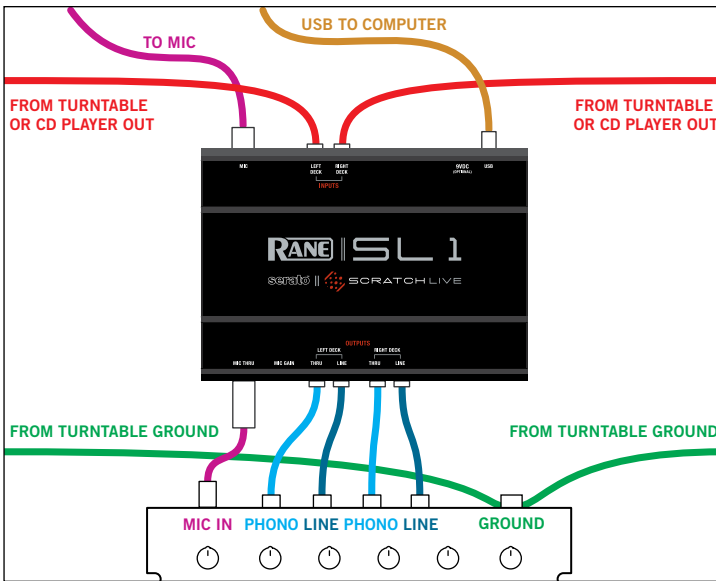 TO MIC
USB TO COMPUTER
FROM TURNTABLE
OR CD PLAYER OUT
FROM TURNTABLE
OR CD PLAYER OUT
MIC
LEFT
DECK
RIGHT
DECK
INPUTS
9VDC
(OPTIONAL)
USB
RANE SL 1
serato SCRATCH LIVE
OUTPUTS
LEFT DECK
RIGHT DECK
MIC THRU
MIC GAIN
THRU
LINE
THRU
LINE
FROM TURNTABLE GROUND
FROM TURNTABLE GROUND
MIC IN
PHONO
LINE
PHONO
LINE
GROUND